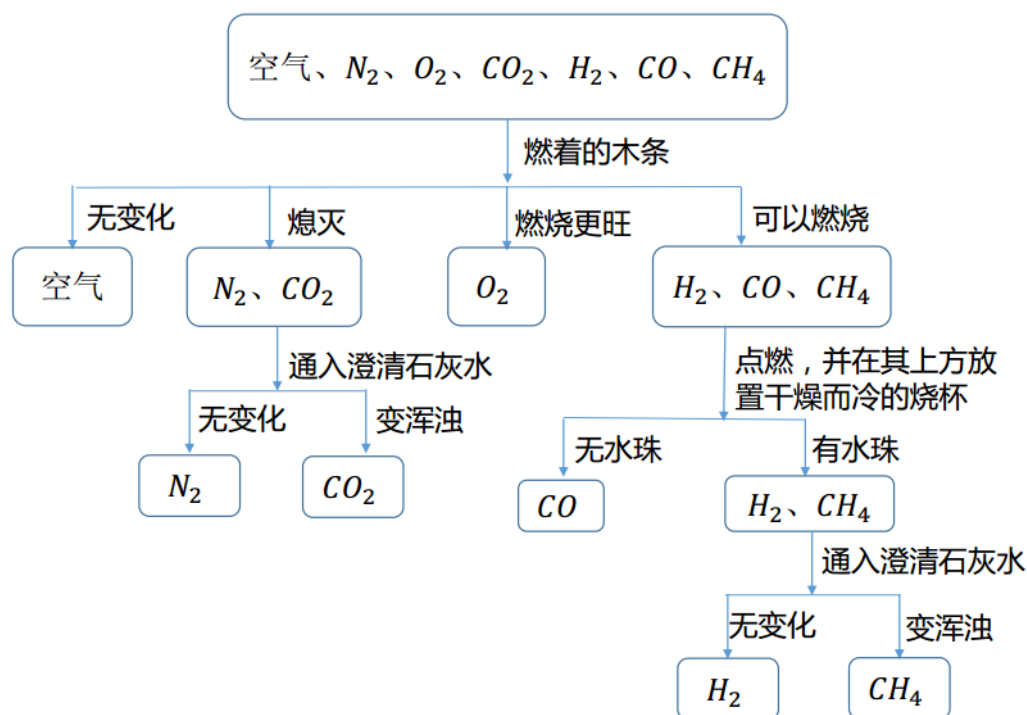 空气、N₂、O₂、CO₂、H₂、CO、CH₄
燃着的木条
无变化
熄灭
燃烧更旺
可以燃烧
空气
N₂、CO₂
O₂
H₂、CO、CH₄
通入澄清石灰水
点燃，并在其上方放
置干燥而冷的烧杯
无变化
变浑浊
无水珠
有水珠
N₂
CO₂
CO
H₂、CH₄
通入澄清石灰水
无变化
变浑浊
H₂
CH₄